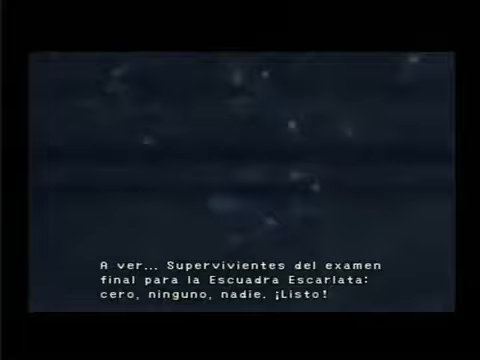 A ver... Supervivientes del examen
final para la Escuadra Escarlata:
cero, ninguno, nadie. ¡Listo!